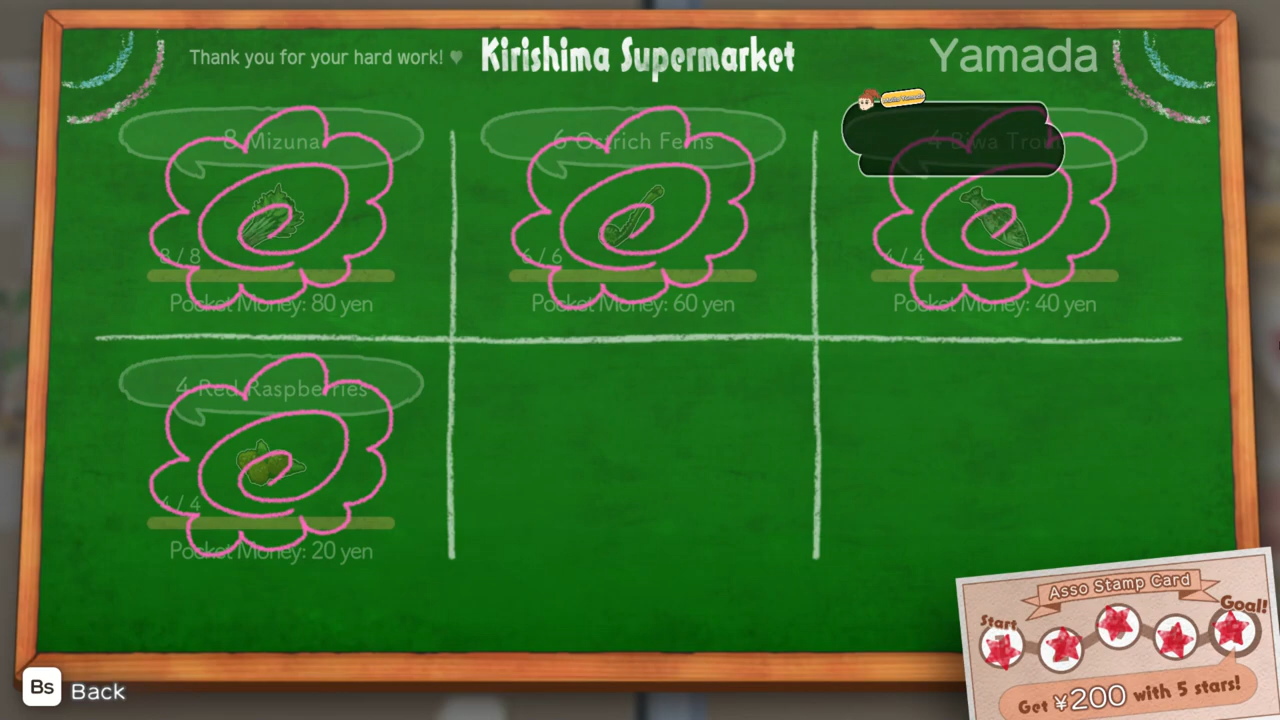 Thank you for your hard work! ♥
Kirishima Supermarket
Yamada
8 Mizuna
8 / 8
Pocket Money: 80 yen
6 Ostrich Ferns
6 / 6
Pocket Money: 60 yen
4 Biwa Trout
4 / 4
Pocket Money: 40 yen
4 Red Raspberries
4 / 4
Pocket Money: 20 yen
Asso Stamp Card
Start
Goal!
Get ¥200 with 5 stars!
Bs Back